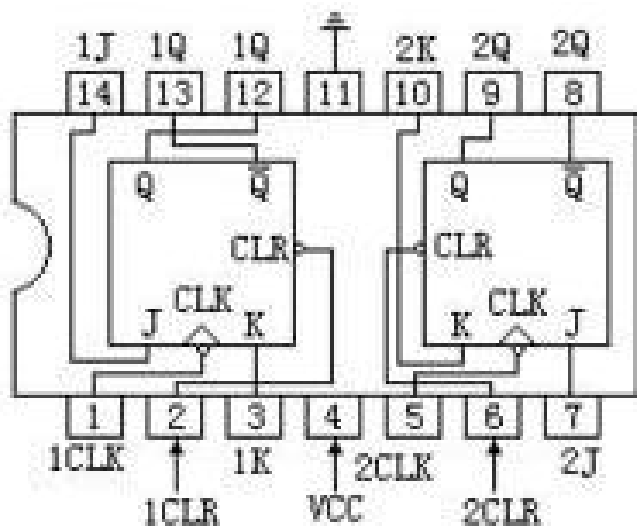 1J 1Q 1Q 2K 2Q 2Q
14 13 12 11 10 9 8
Q Q̅ Q Q̅
CLR CLR
CLK CLK
J K K J
1 2 3 4 5 6 7
1CLK 1K 2CLK 2J
1CLR VCC 2CLR